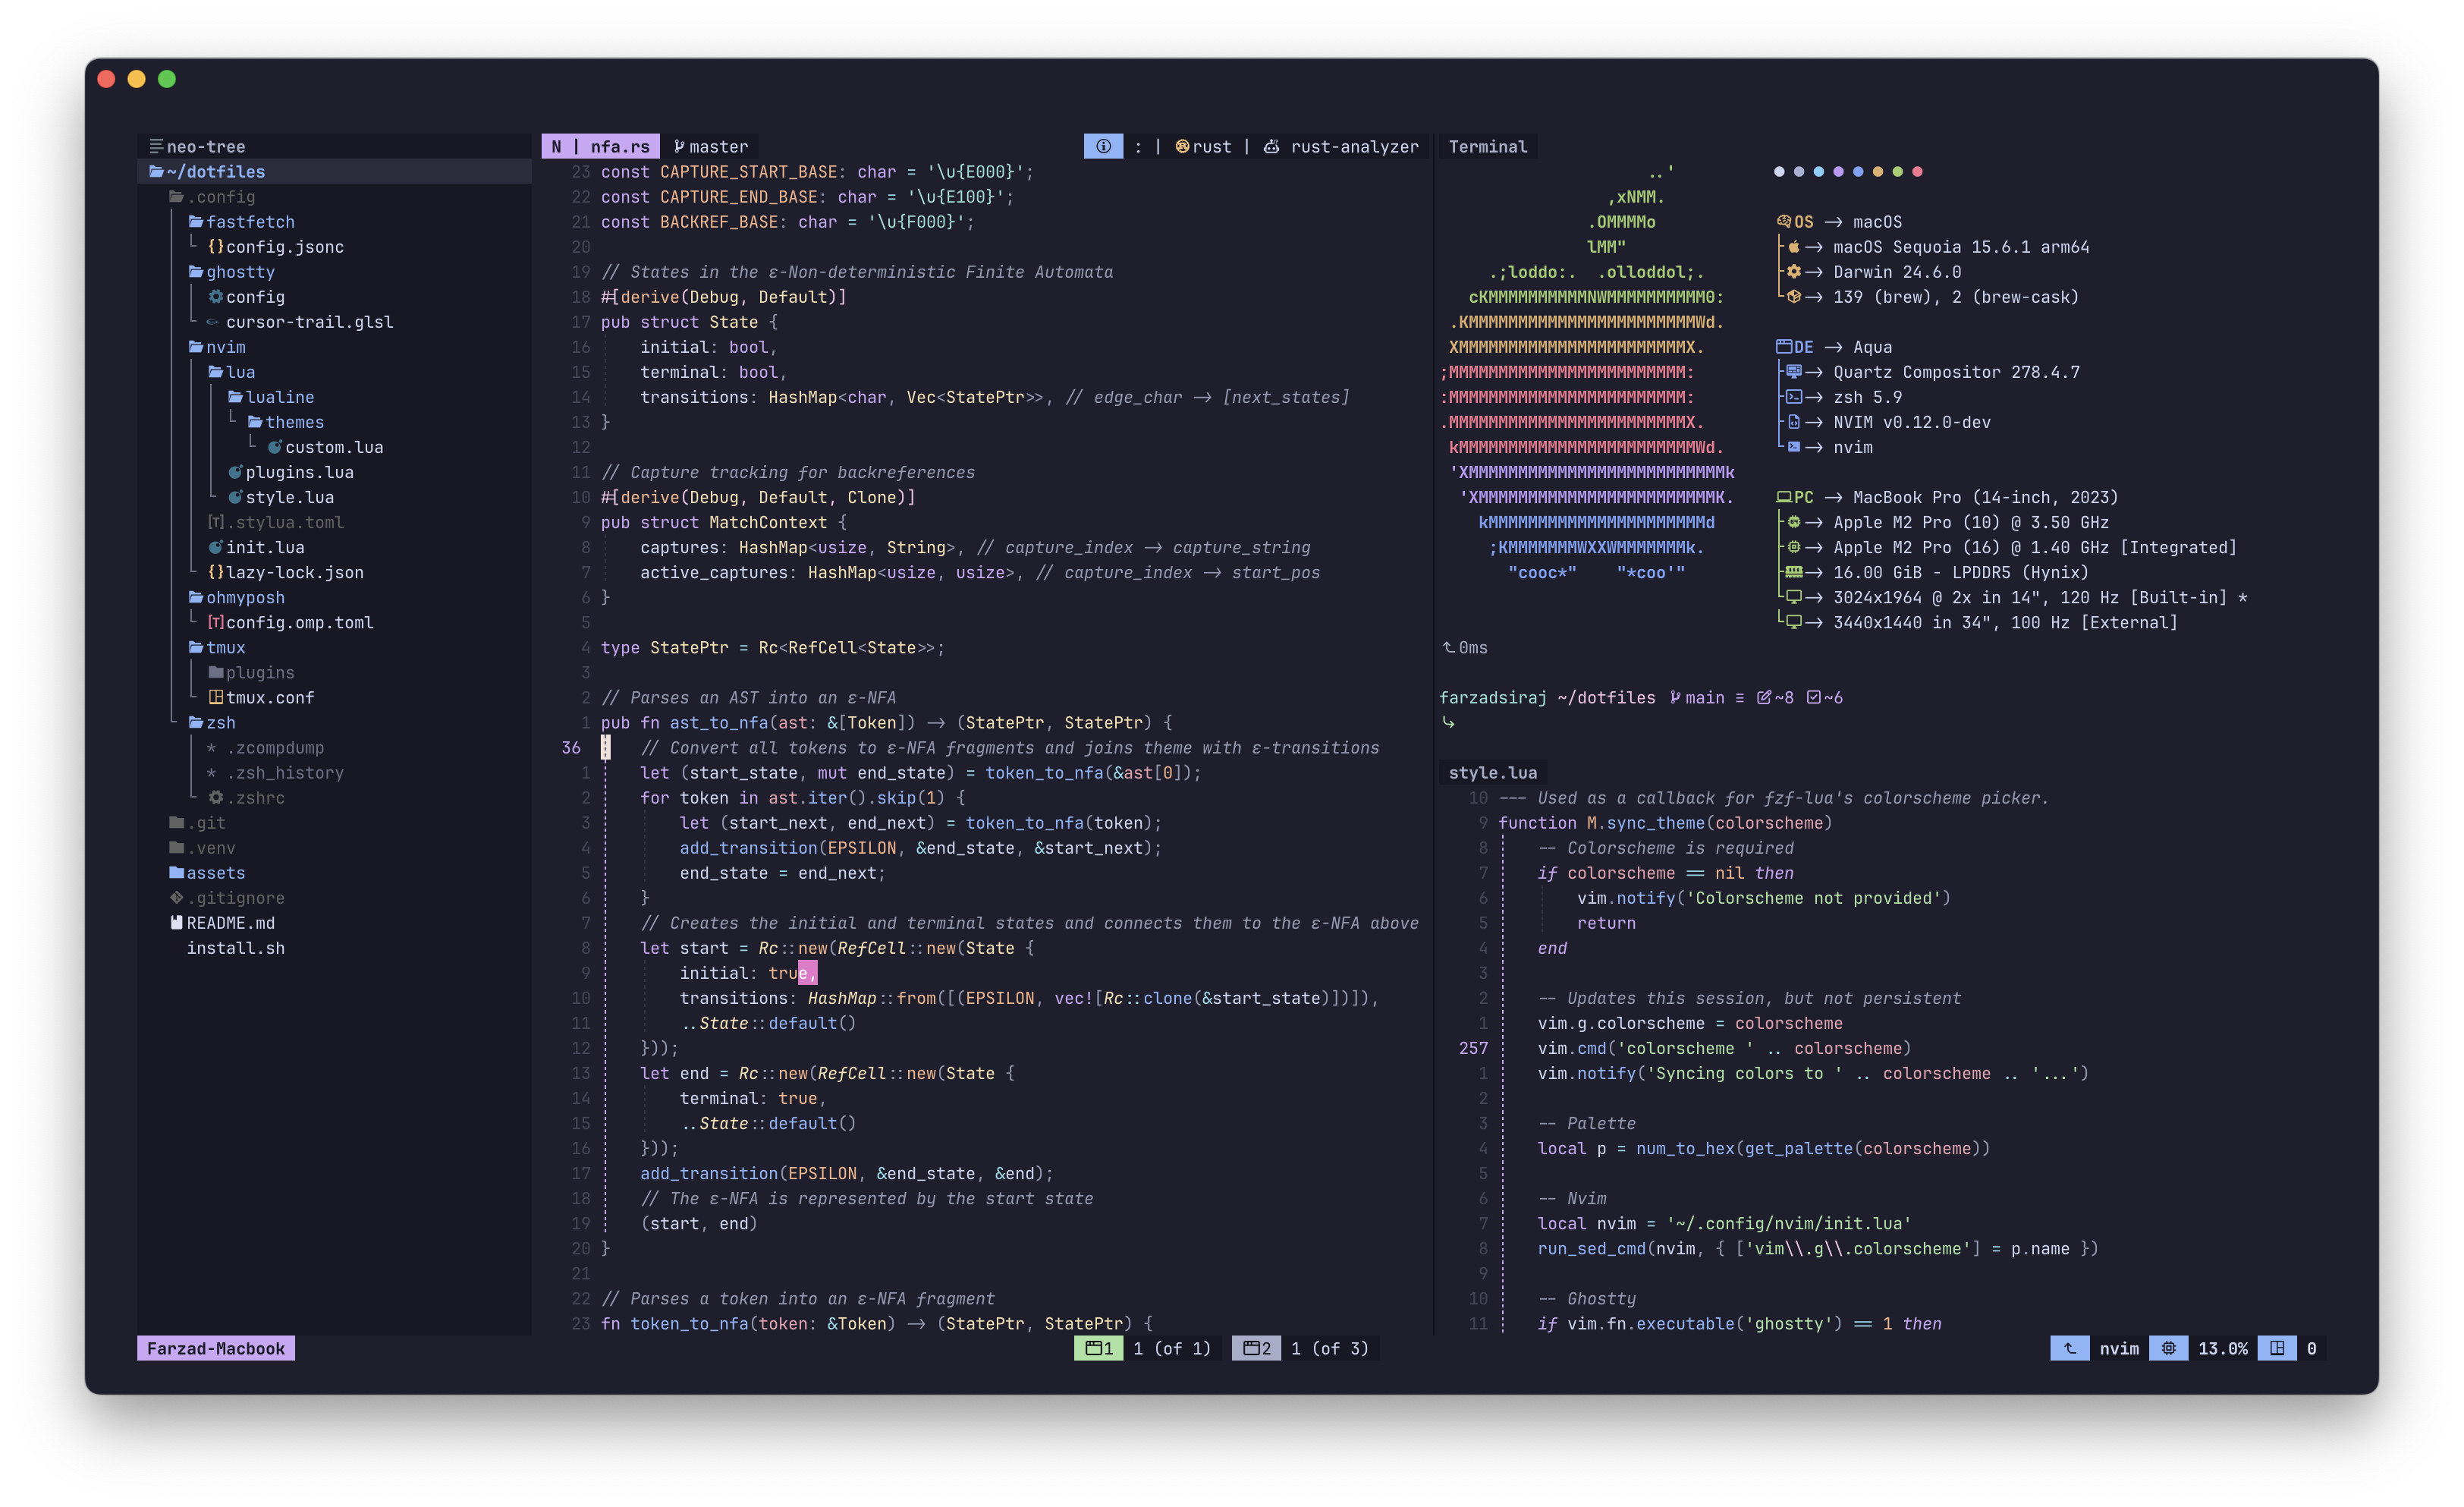 neo-tree
~/dotfiles
.config
fastfetch
{}config.jsonc
ghostty
config
cursor-trail.glsl
nvim
lua
lualine
themes
custom.lua
plugins.lua
style.lua
[T].stylua.toml
init.lua
{}lazy-lock.json
ohmyposh
[T]config.omp.toml
tmux
plugins
tmux.conf
zsh
* .zcompdump
* .zsh_history
.zshrc
.git
.venv
assets
.gitignore
README.md
install.sh
N | nfa.rs master : | rust | rust-analyzer
23 const CAPTURE_START_BASE: char = '\u{E000}';
22 const CAPTURE_END_BASE: char = '\u{E100}';
21 const BACKREF_BASE: char = '\u{F000}';
20
19 // States in the ε-Non-deterministic Finite Automata
18 #[derive(Debug, Default)]
17 pub struct State {
16 initial: bool,
15 terminal: bool,
14 transitions: HashMap<char, Vec<StatePtr>>, // edge_char -> [next_states]
13 }
12
11 // Capture tracking for backreferences
10 #[derive(Debug, Default, Clone)]
9 pub struct MatchContext {
8 captures: HashMap<usize, String>, // capture_index -> capture_string
7 active_captures: HashMap<usize, usize>, // capture_index -> start_pos
6 }
5
4 type StatePtr = Rc<RefCell<State>>;
3
2 // Parses an AST into an ε-NFA
1 pub fn ast_to_nfa(ast: &[Token]) -> (StatePtr, StatePtr) {
36 // Convert all tokens to ε-NFA fragments and joins theme with ε-transitions
1 let (start_state, mut end_state) = token_to_nfa(&ast[0]);
2 for token in ast.iter().skip(1) {
3 let (start_next, end_next) = token_to_nfa(token);
4 add_transition(EPSILON, &end_state, &start_next);
5 end_state = end_next;
6 }
7 // Creates the initial and terminal states and connects them to the ε-NFA above
8 let start = Rc::new(RefCell::new(State {
9 initial: true,
10 transitions: HashMap::from([(EPSILON, vec![Rc::clone(&start_state)])]),
11 ..State::default()
12 }));
13 let end = Rc::new(RefCell::new(State {
14 terminal: true,
15 ..State::default()
16 }));
17 add_transition(EPSILON, &end_state, &end);
18 // The ε-NFA is represented by the start state
19 (start, end)
20 }
21
22 // Parses a token into an ε-NFA fragment
23 fn token_to_nfa(token: &Token) -> (StatePtr, StatePtr) {
Terminal
..'
,xNMM.
.OMMMMo
lMM"
.;loddo:. .olloddol;.
cKMMMMMMMMMMNWMMMMMMMMMM0:
.KMMMMMMMMMMMMMMMMMMMMMMMWd.
XMMMMMMMMMMMMMMMMMMMMMMMX.
;MMMMMMMMMMMMMMMMMMMMMMMM:
:MMMMMMMMMMMMMMMMMMMMMMMM:
.MMMMMMMMMMMMMMMMMMMMMMMMX.
kMMMMMMMMMMMMMMMMMMMMMMMMWd.
'XMMMMMMMMMMMMMMMMMMMMMMMMMMk
'XMMMMMMMMMMMMMMMMMMMMMMMMK.
kMMMMMMMMMMMMMMMMMMMMMMd
;KMMMMMMMWXXWMMMMMMMk.
"cooc*" "*coo'"
OS -> macOS
-> macOS Sequoia 15.6.1 arm64
-> Darwin 24.6.0
-> 139 (brew), 2 (brew-cask)
DE -> Aqua
-> Quartz Compositor 278.4.7
-> zsh 5.9
-> NVIM v0.12.0-dev
-> nvim
PC -> MacBook Pro (14-inch, 2023)
-> Apple M2 Pro (10) @ 3.50 GHz
-> Apple M2 Pro (16) @ 1.40 GHz [Integrated]
-> 16.00 GiB - LPDDR5 (Hynix)
-> 3024x1964 @ 2x in 14", 120 Hz [Built-in] *
-> 3440x1440 in 34", 100 Hz [External]
0ms
farzadsiraj ~/dotfiles main ≡ ~8 ~6
style.lua
10 --- Used as a callback for fzf-lua's colorscheme picker.
9 function M.sync_theme(colorscheme)
8 -- Colorscheme is required
7 if colorscheme == nil then
6 vim.notify('Colorscheme not provided')
5 return
4 end
3
2 -- Updates this session, but not persistent
1 vim.g.colorscheme = colorscheme
257 vim.cmd('colorscheme ' .. colorscheme)
1 vim.notify('Syncing colors to ' .. colorscheme .. '...')
2
3 -- Palette
4 local p = num_to_hex(get_palette(colorscheme))
5
6 -- Nvim
7 local nvim = '~/.config/nvim/init.lua'
8 run_sed_cmd(nvim, { ['vim\\.g\\.colorscheme'] = p.name })
9
10 -- Ghostty
11 if vim.fn.executable('ghostty') == 1 then
Farzad-Macbook 1 1 (of 1) 2 1 (of 3) nvim 13.0% 0